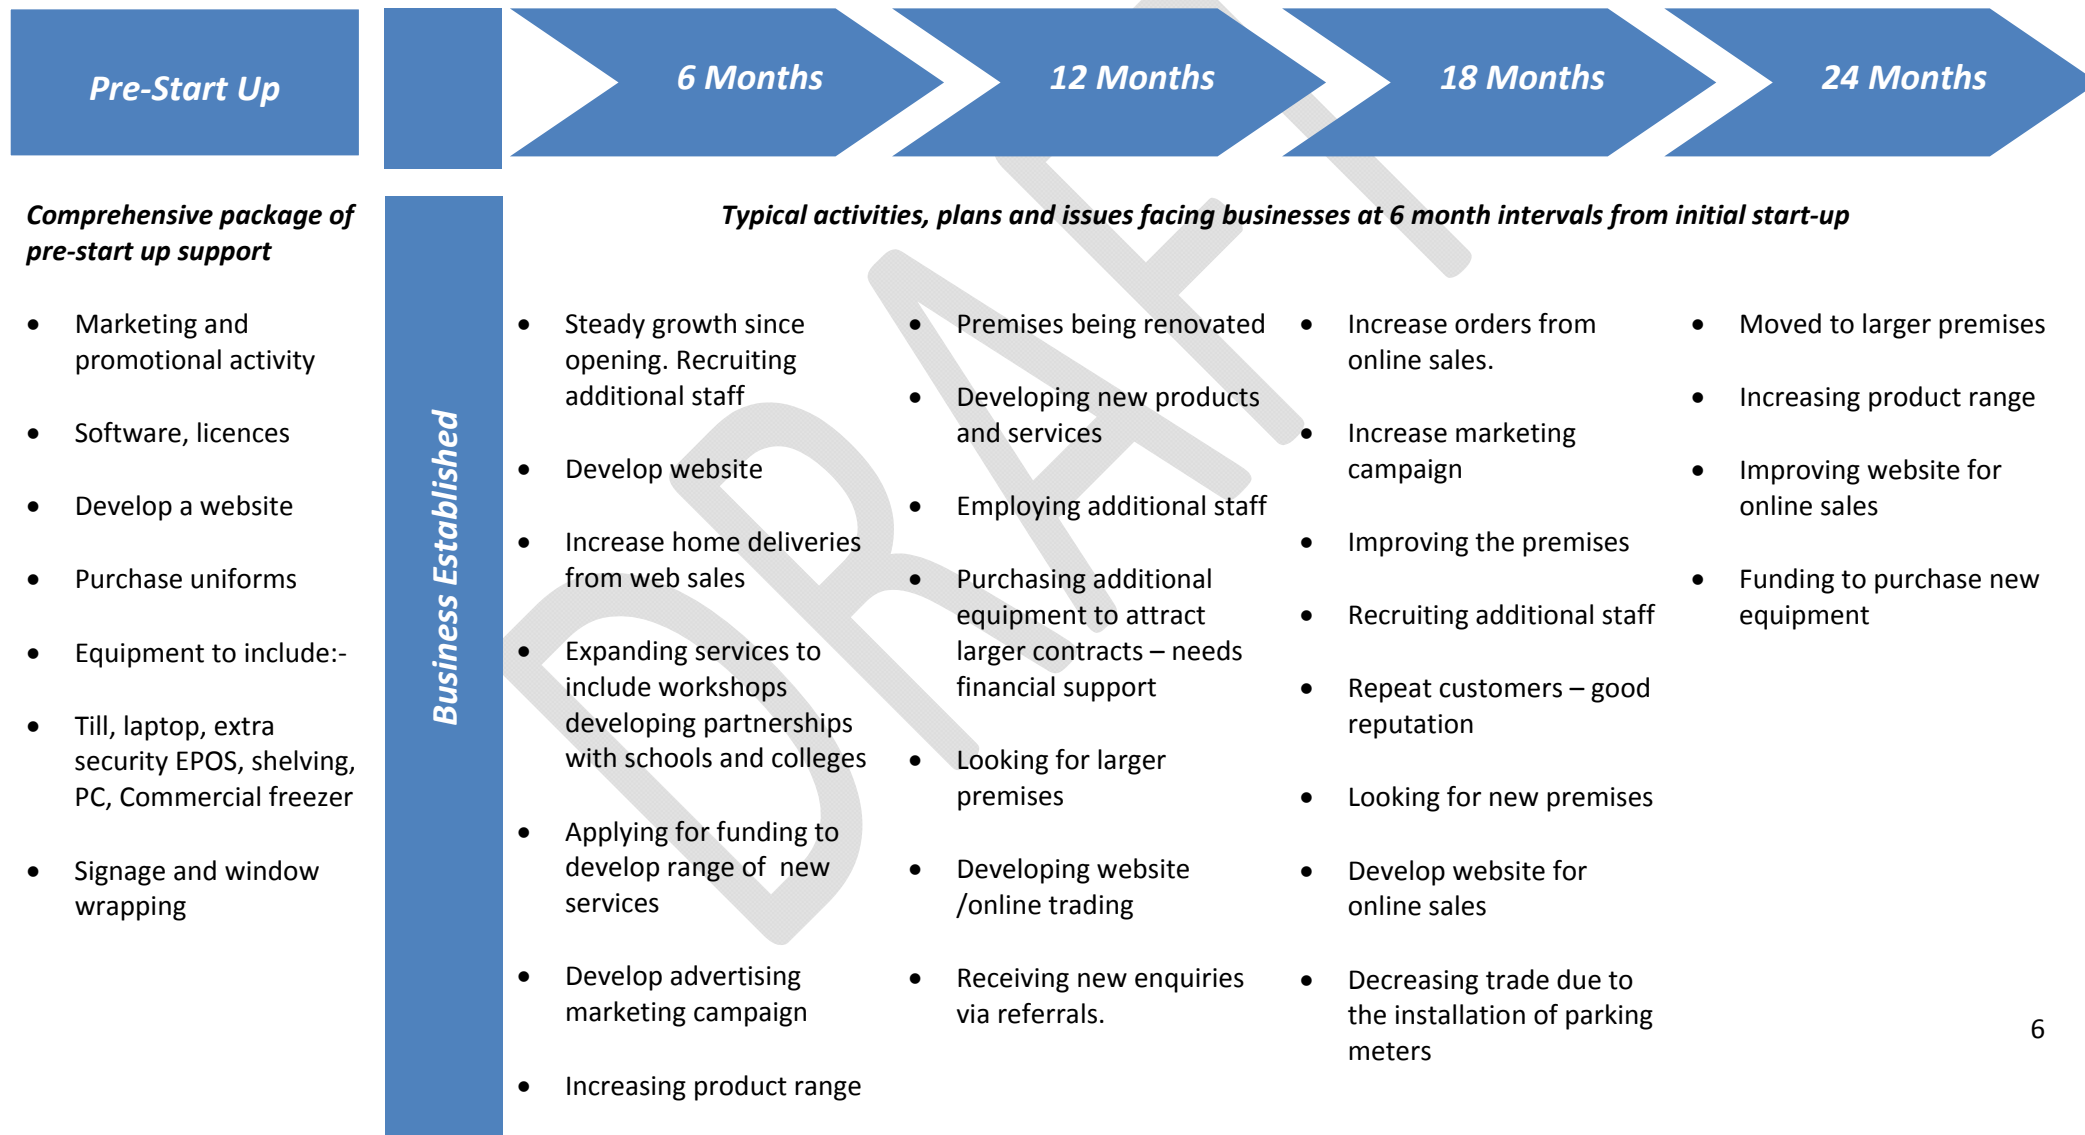 Pre-Start Up
6 Months
12 Months
18 Months
24 Months
Comprehensive package of
pre-start up support
• Marketing and
promotional activity
• Software, licences
• Develop a website
• Purchase uniforms
• Equipment to include:-
• Till, laptop, extra
security EPOS, shelving,
PC, Commercial freezer
• Signage and window
wrapping
Business Established
Typical activities, plans and issues facing businesses at 6 month intervals from initial start-up
• Steady growth since
opening. Recruiting
additional staff
• Develop website
• Increase home deliveries
from web sales
• Expanding services to
include workshops
developing partnerships
with schools and colleges
• Applying for funding to
develop range of  new
services
• Develop advertising
marketing campaign
• Increasing product range
• Premises being renovated
• Developing new products
and services
• Employing additional staff
• Purchasing additional
equipment to attract
larger contracts – needs
financial support
• Looking for larger
premises
• Developing website
/online trading
• Receiving new enquiries
via referrals.
• Increase orders from
online sales.
• Increase marketing
campaign
• Improving the premises
• Recruiting additional staff
• Repeat customers – good
reputation
• Looking for new premises
• Develop website for
online sales
• Decreasing trade due to
the installation of parking
meters
• Moved to larger premises
• Increasing product range
• Improving website for
online sales
• Funding to purchase new
equipment
6
DRAFT